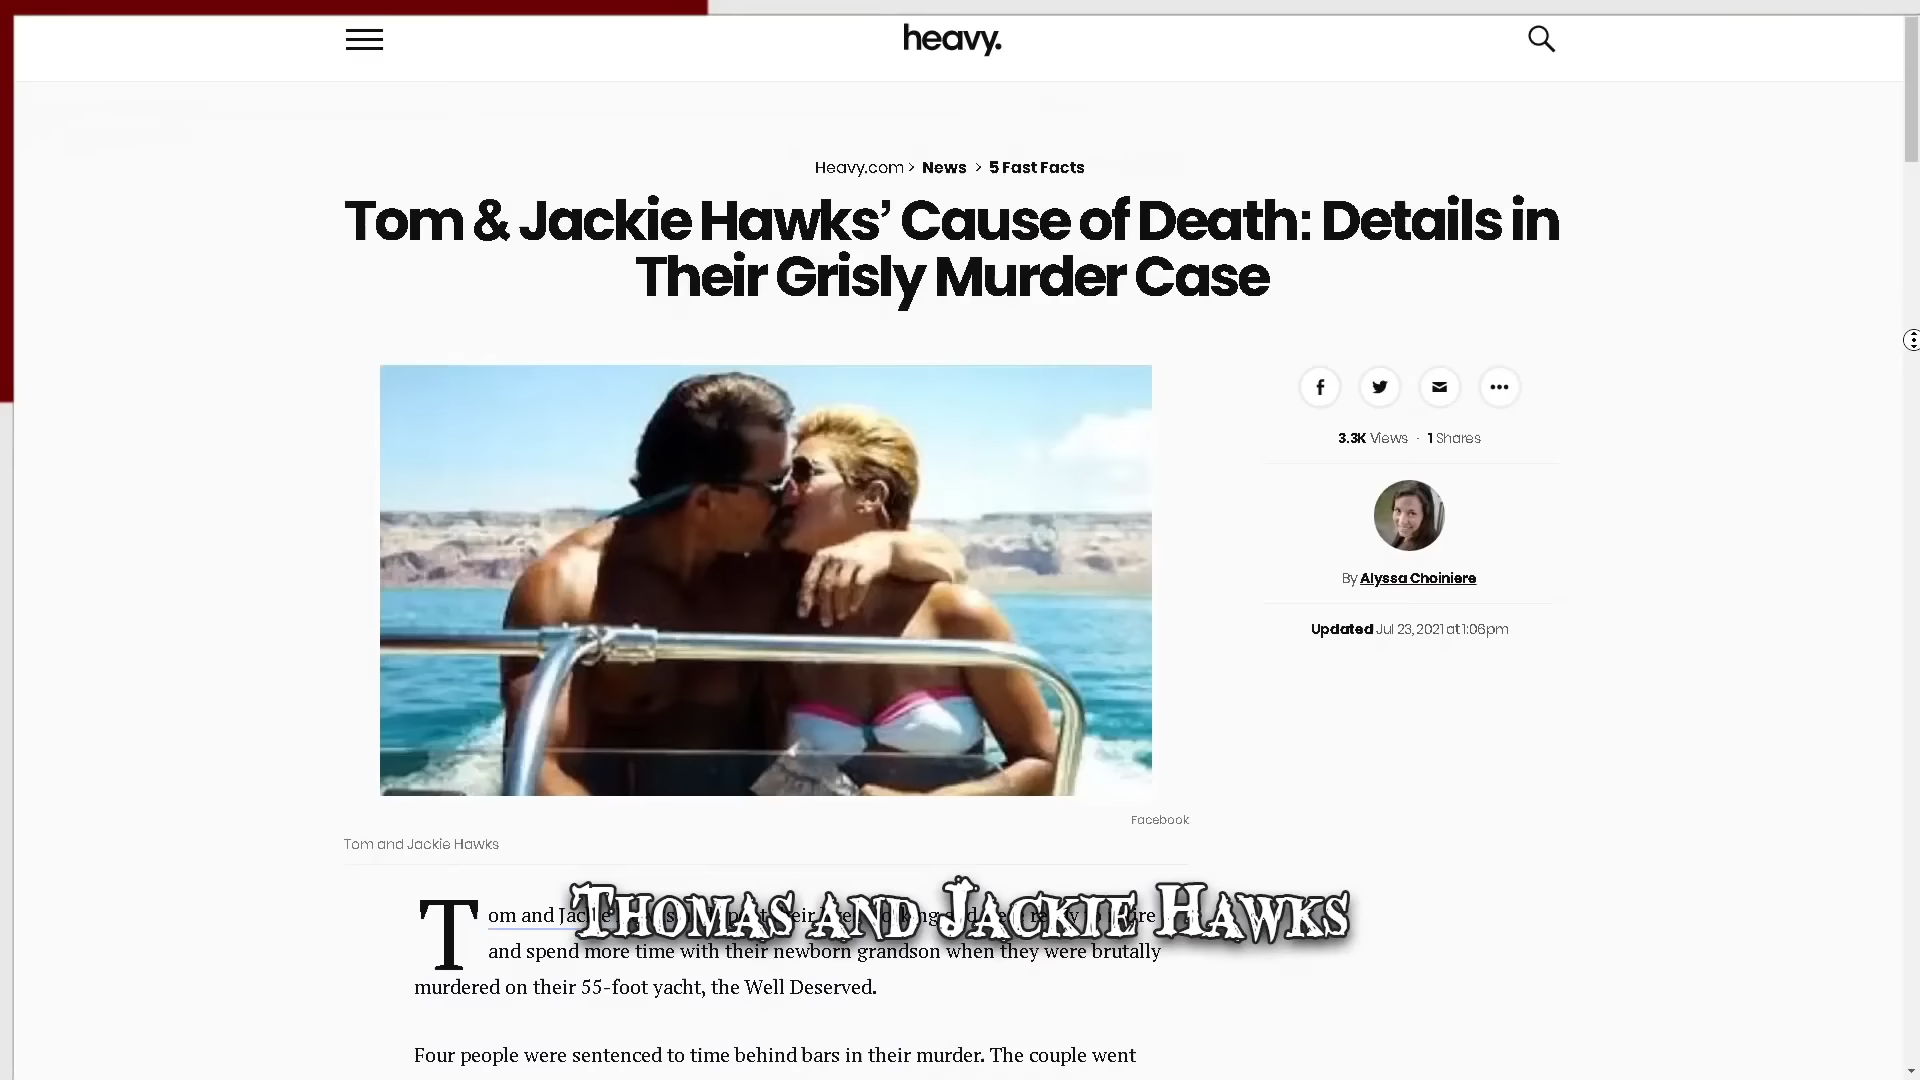 heavy.
Heavy.com > News > 5 Fast Facts
Tom & Jackie Hawks’ Cause of Death: Details in
Their Grisly Murder Case
3.3K Views · 1 Shares
By Alyssa Choiniere
Updated Jul 23, 2021 at 1:06pm
Facebook
Tom and Jackie Hawks
Thomas and Jackie Hawks
Tom and
and spend more time with their newborn grandson when they were brutally
murdered on their 55-foot yacht, the Well Deserved.
Four people were sentenced to time behind bars in their murder. The couple went